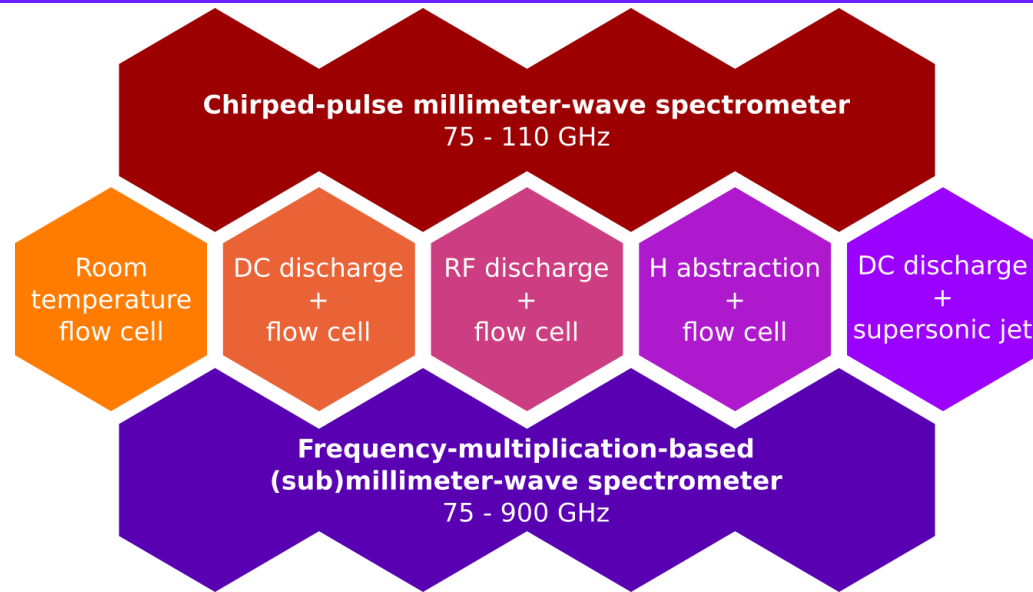 Chirped-pulse millimeter-wave spectrometer
75 - 110 GHz
Room
temperature
flow cell
DC discharge
+
flow cell
RF discharge
+
flow cell
H abstraction
+
flow cell
DC discharge
+
supersonic jet
Frequency-multiplication-based
(sub)millimeter-wave spectrometer
75 - 900 GHz